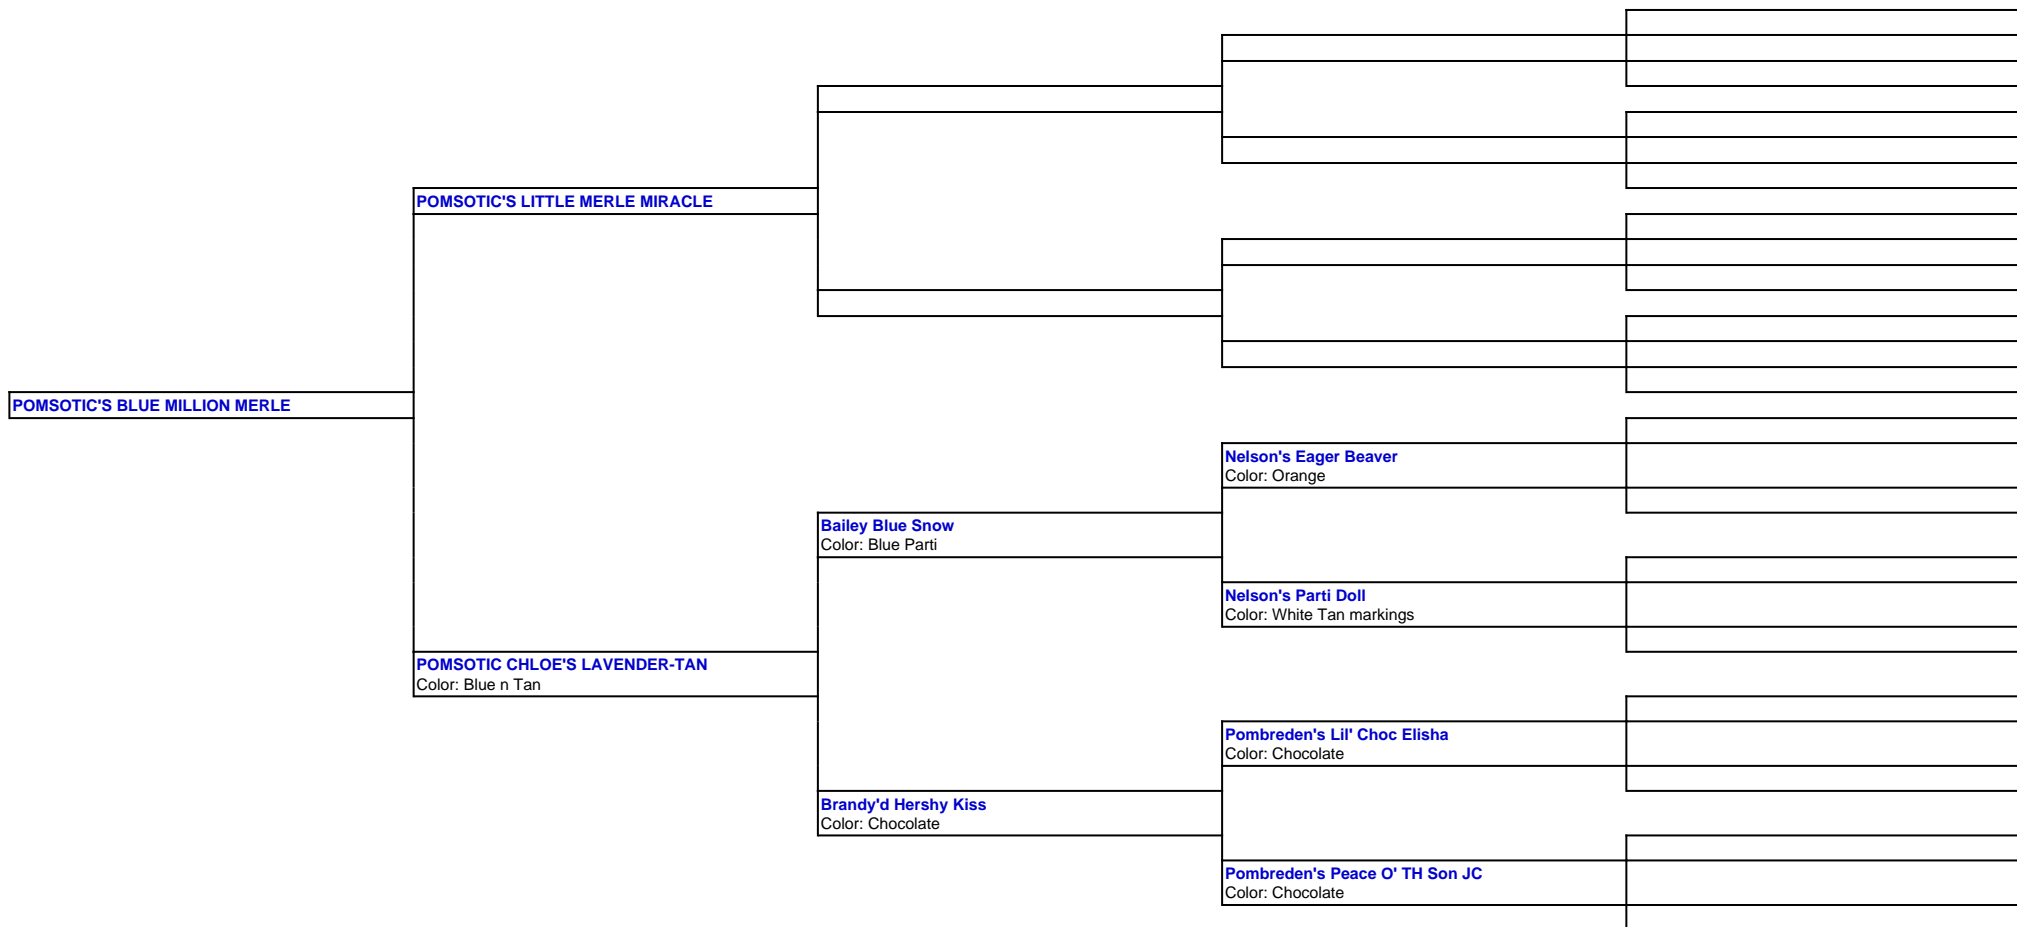 POMSOTIC'S LITTLE MERLE MIRACLE
POMSOTIC'S BLUE MILLION MERLE
Nelson's Eager Beaver
Color: Orange
Bailey Blue Snow
Color: Blue Parti
Nelson's Parti Doll
Color: White Tan markings
POMSOTIC CHLOE'S LAVENDER-TAN
Color: Blue n Tan
Pombreden's Lil' Choc Elisha
Color: Chocolate
Brandy'd Hershy Kiss
Color: Chocolate
Pombreden's Peace O' TH Son JC
Color: Chocolate